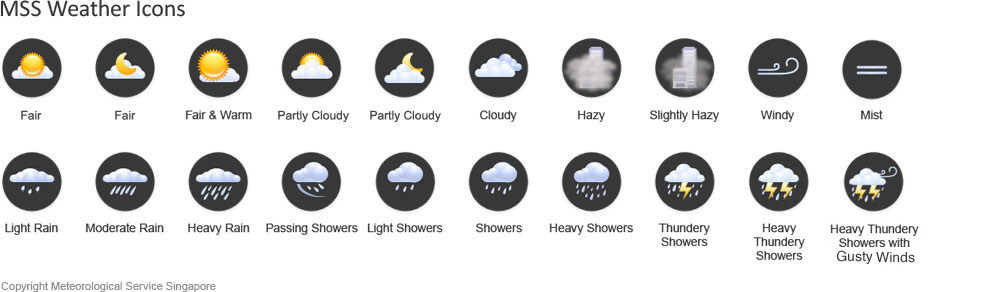 MSS Weather Icons
Fair Fair Fair & Warm Partly Cloudy Partly Cloudy Cloudy Hazy Slightly Hazy Windy Mist
Light Rain Moderate Rain Heavy Rain Passing Showers Light Showers Showers Heavy Showers Thundery Showers Heavy Thundery Showers Heavy Thundery Showers with Gusty Winds
Copyright Meteorological Service Singapore